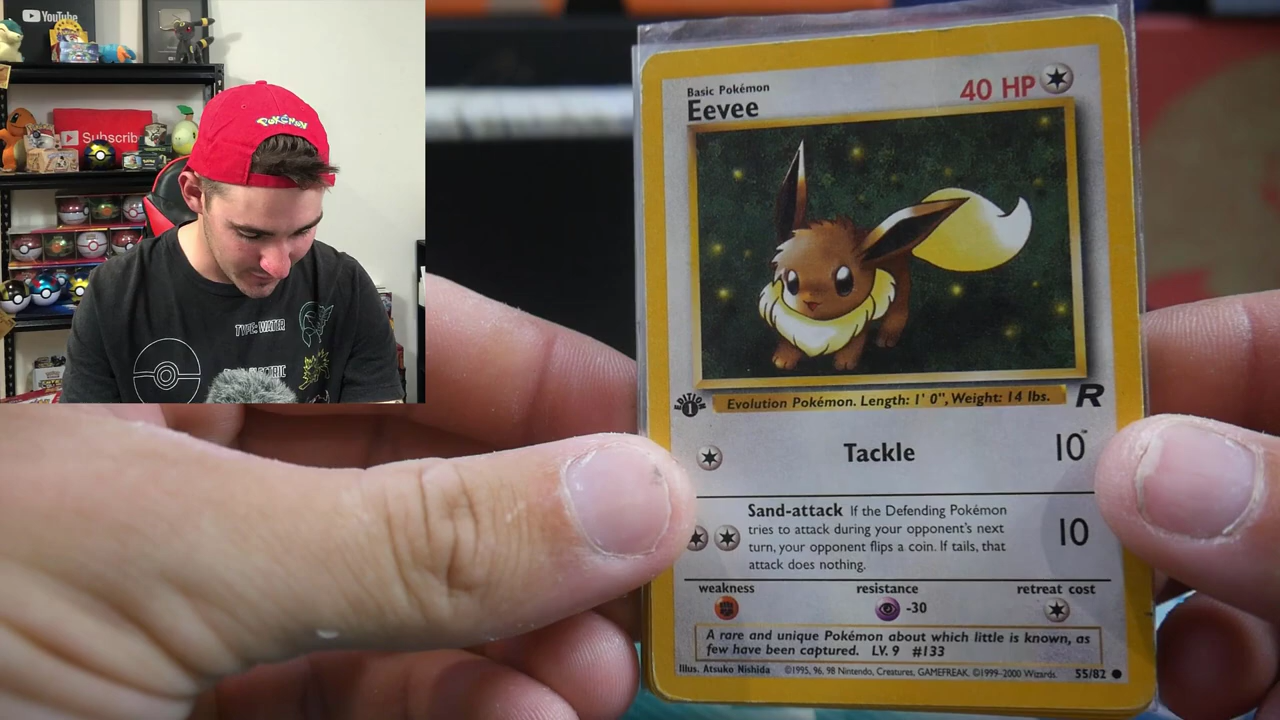 YouTube
Subscrib
POKéMON
TYPE: WATER
Basic Pokémon
Eevee
40 HP
EDITION
1
Evolution Pokémon. Length: 1' 0", Weight: 14 lbs.
R
Tackle 10
Sand-attack If the Defending Pokémon
tries to attack during your opponent's next
turn, your opponent flips a coin. If tails, that
attack does nothing.
10
weakness resistance retreat cost
-30
A rare and unique Pokémon about which little is known, as
few have been captured. LV. 9 #133
Illus. Atsuko Nishida ©1995, 96, 98 Nintendo, Creatures, GAMEFREAK. ©1999-2000 Wizards. 55/82